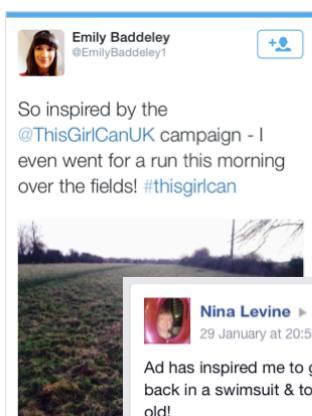 Emily Baddeley
@EmilyBaddeley1
So inspired by the
@ThisGirlCanUK campaign - I
even went for a run this morning
over the fields! #thisgirlcan
Nina Levine
29 January at 20:5
Ad has inspired me to g
back in a swimsuit & to
old!